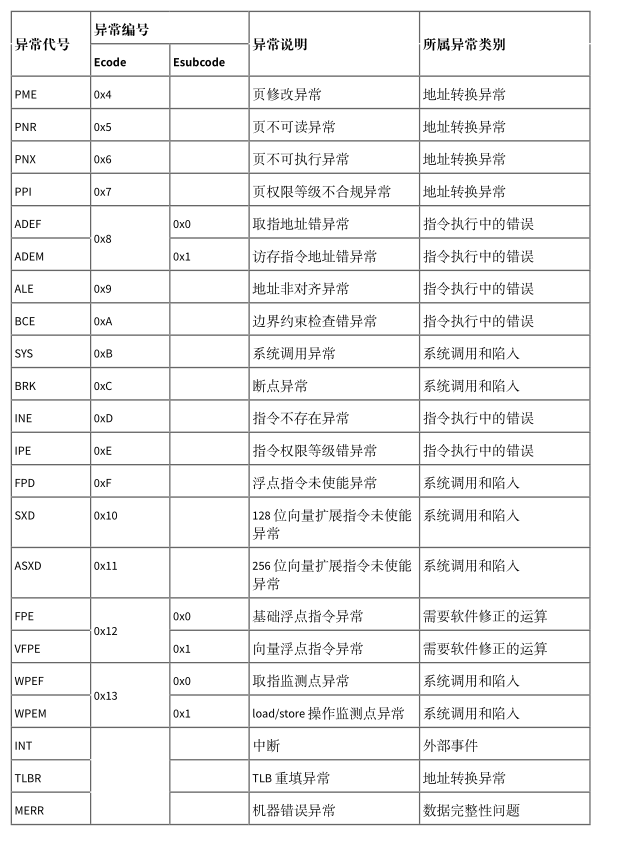 异常代号 异常编号 异常说明 所属异常类别
Ecode Esubcode
PME 0x4 页修改异常 地址转换异常
PNR 0x5 页不可读异常 地址转换异常
PNX 0x6 页不可执行异常 地址转换异常
PPI 0x7 页权限等级不合规异常 地址转换异常
ADEF 0x8 0x0 取指地址错异常 指令执行中的错误
ADEM 0x1 访存指令地址错异常 指令执行中的错误
ALE 0x9 地址非对齐异常 指令执行中的错误
BCE 0xA 边界约束检查错异常 指令执行中的错误
SYS 0xB 系统调用异常 系统调用和陷入
BRK 0xC 断点异常 系统调用和陷入
INE 0xD 指令不存在异常 指令执行中的错误
IPE 0xE 指令权限等级错异常 指令执行中的错误
FPD 0xF 浮点指令未使能异常 系统调用和陷入
SXD 0x10 128 位向量扩展指令未使能 系统调用和陷入
异常
ASXD 0x11 256 位向量扩展指令未使能 系统调用和陷入
异常
FPE 0x12 0x0 基础浮点指令异常 需要软件修正的运算
VFPE 0x1 向量浮点指令异常 需要软件修正的运算
WPEF 0x13 0x0 取指监测点异常 系统调用和陷入
WPEM 0x1 load/store 操作监测点异常 系统调用和陷入
INT 中断 外部事件
TLBR TLB 重填异常 地址转换异常
MERR 机器错误异常 数据完整性问题